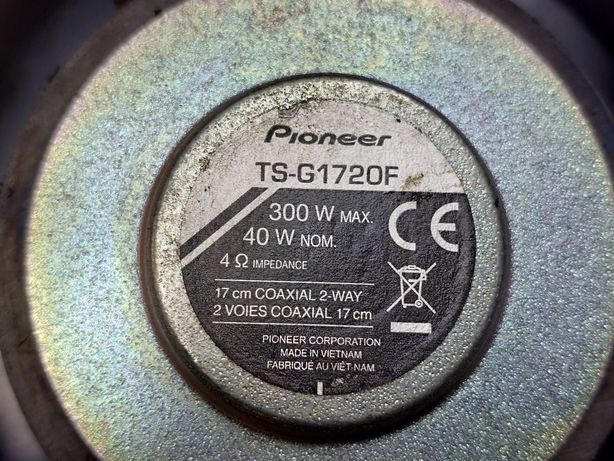 Pioneer
TS-G1720F
300 W MAX.
40 W NOM.
4 Ω IMPEDANCE
CE
17 cm COAXIAL 2-WAY
2 VOIES COAXIAL 17 cm
PIONEER CORPORATION
MADE IN VIETNAM
FABRIQUÉ AU VIÊT NAM